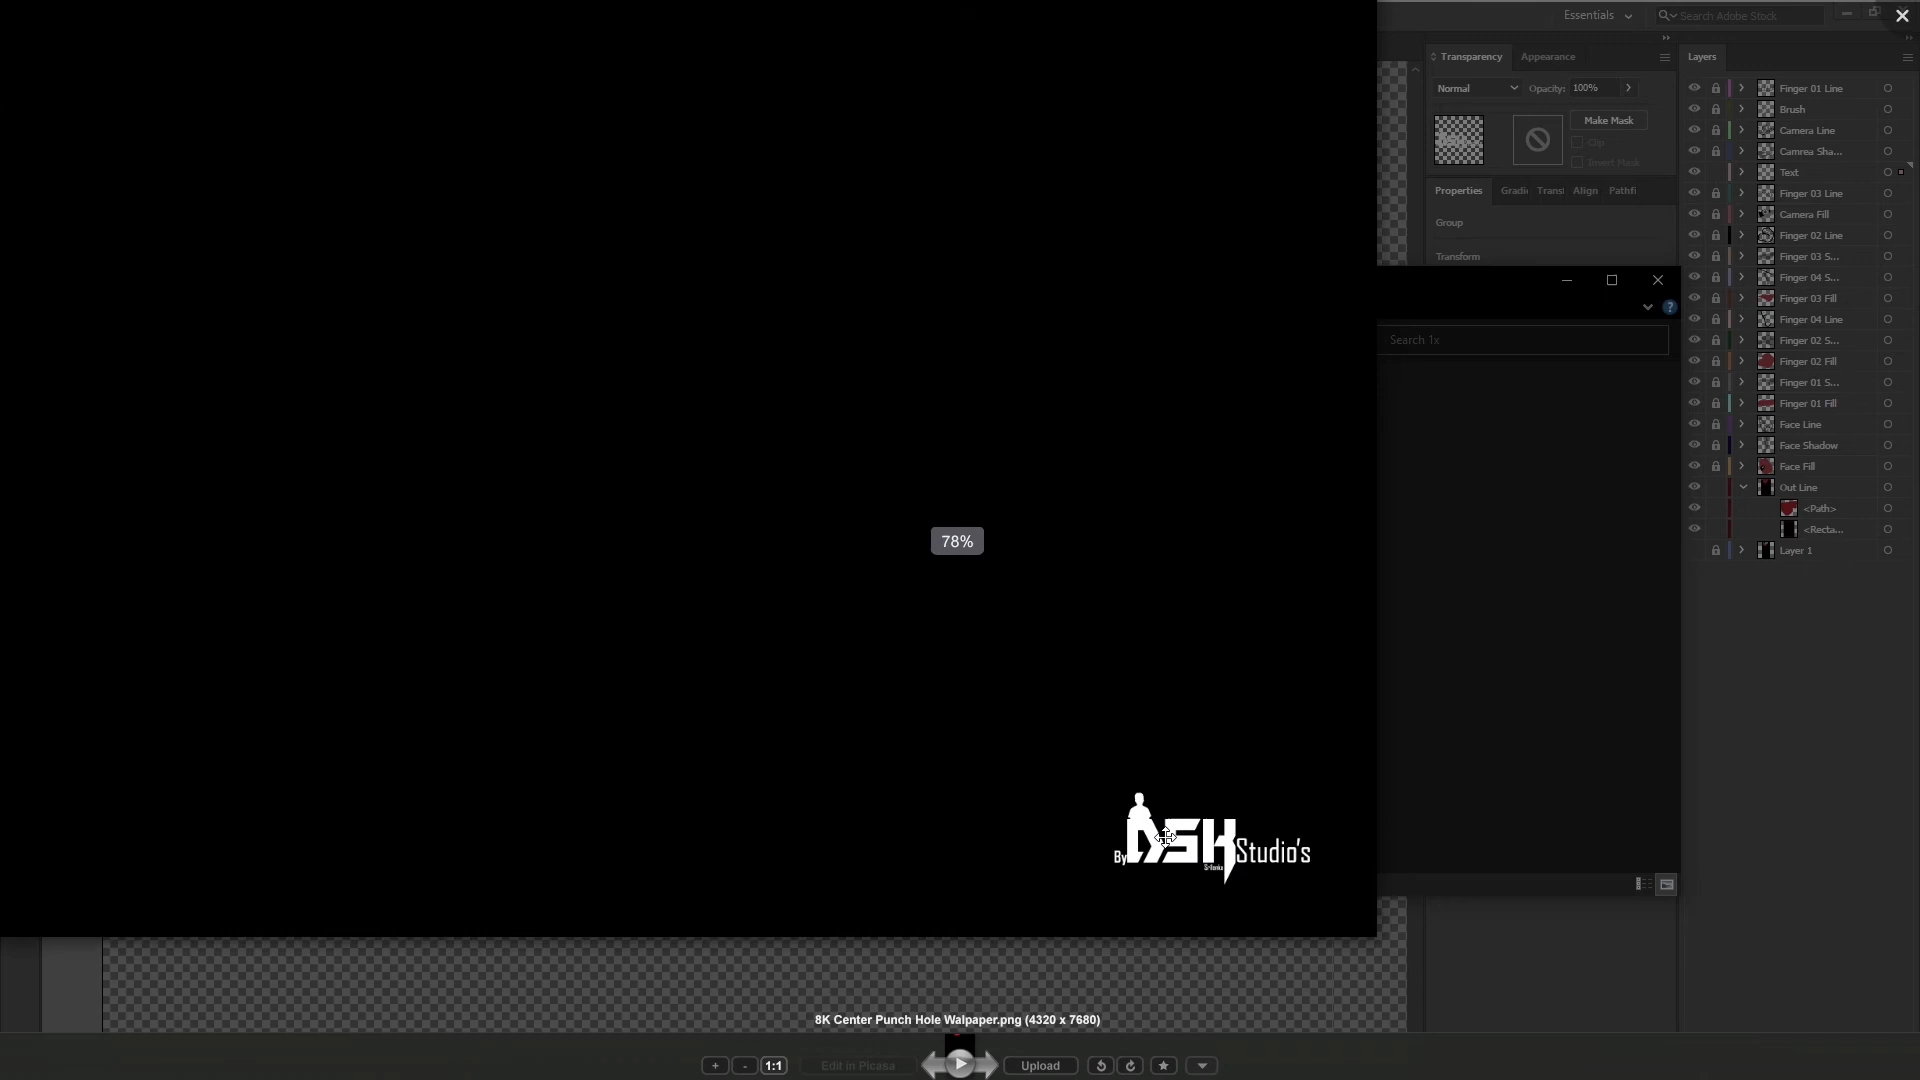 Essentials
Search Adobe Stock
Transparency
Appearance
Layers
Normal
Opacity:
100%
Make Mask
Clip
Invert Mask
Properties
Gradi
Transf
Align
Pathfi
Group
Transform
Finger 01 Line
Brush
Camera Line
Camrea Sha...
Text
Finger 03 Line
Camera Fill
Finger 02 Line
Finger 03 S...
Finger 04 S...
Finger 03 Fill
Finger 04 Line
Finger 02 S...
Finger 02 Fill
Finger 01 S...
Finger 01 Fill
Face Line
Face Shadow
Face Fill
Out Line
<Path>
<Recta...
Layer 1
?
Search 1x
78%
By DSK Studio's
Srilanka
8K Center Punch Hole Walpaper.png (4320 x 7680)
+
-
1:1
Edit in Picasa
Upload